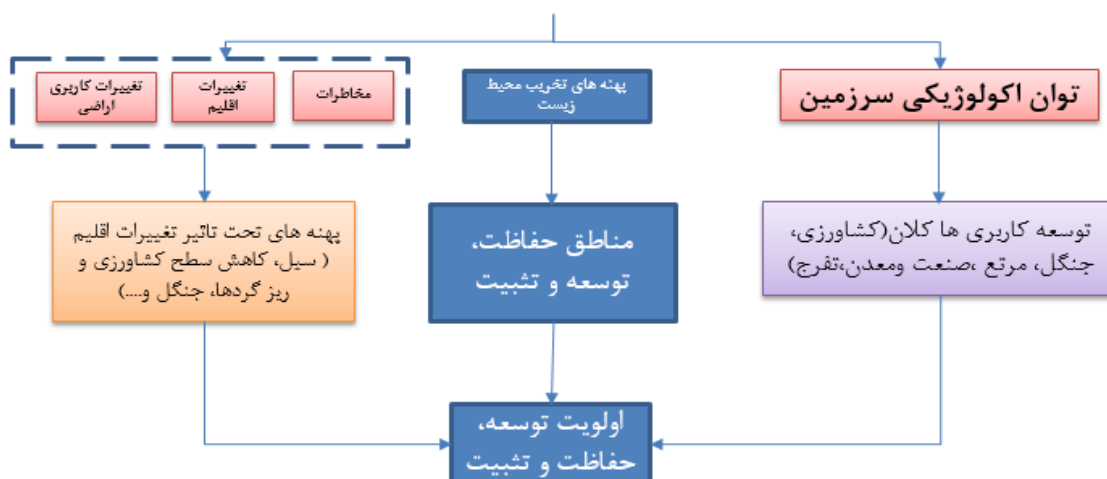 توان اکولوژیکی سرزمین
پهنه های تخریب محیط
زیست
مخاطرات
تغییرات
اقلیم
تغییرات کاربری
اراضی
توسعه کاربری ها کلان(کشاورزی،
جنگل، مرتع ،صنعت ومعدن،تفرج)
مناطق حفاظت،
توسعه و تثبیت
پهنه های تحت تاثیر تغییرات اقلیم
( سیل، کاهش سطح کشاورزی و
ریز گردها، جنگل و....)
اولویت توسعه،
حفاظت و تثبیت